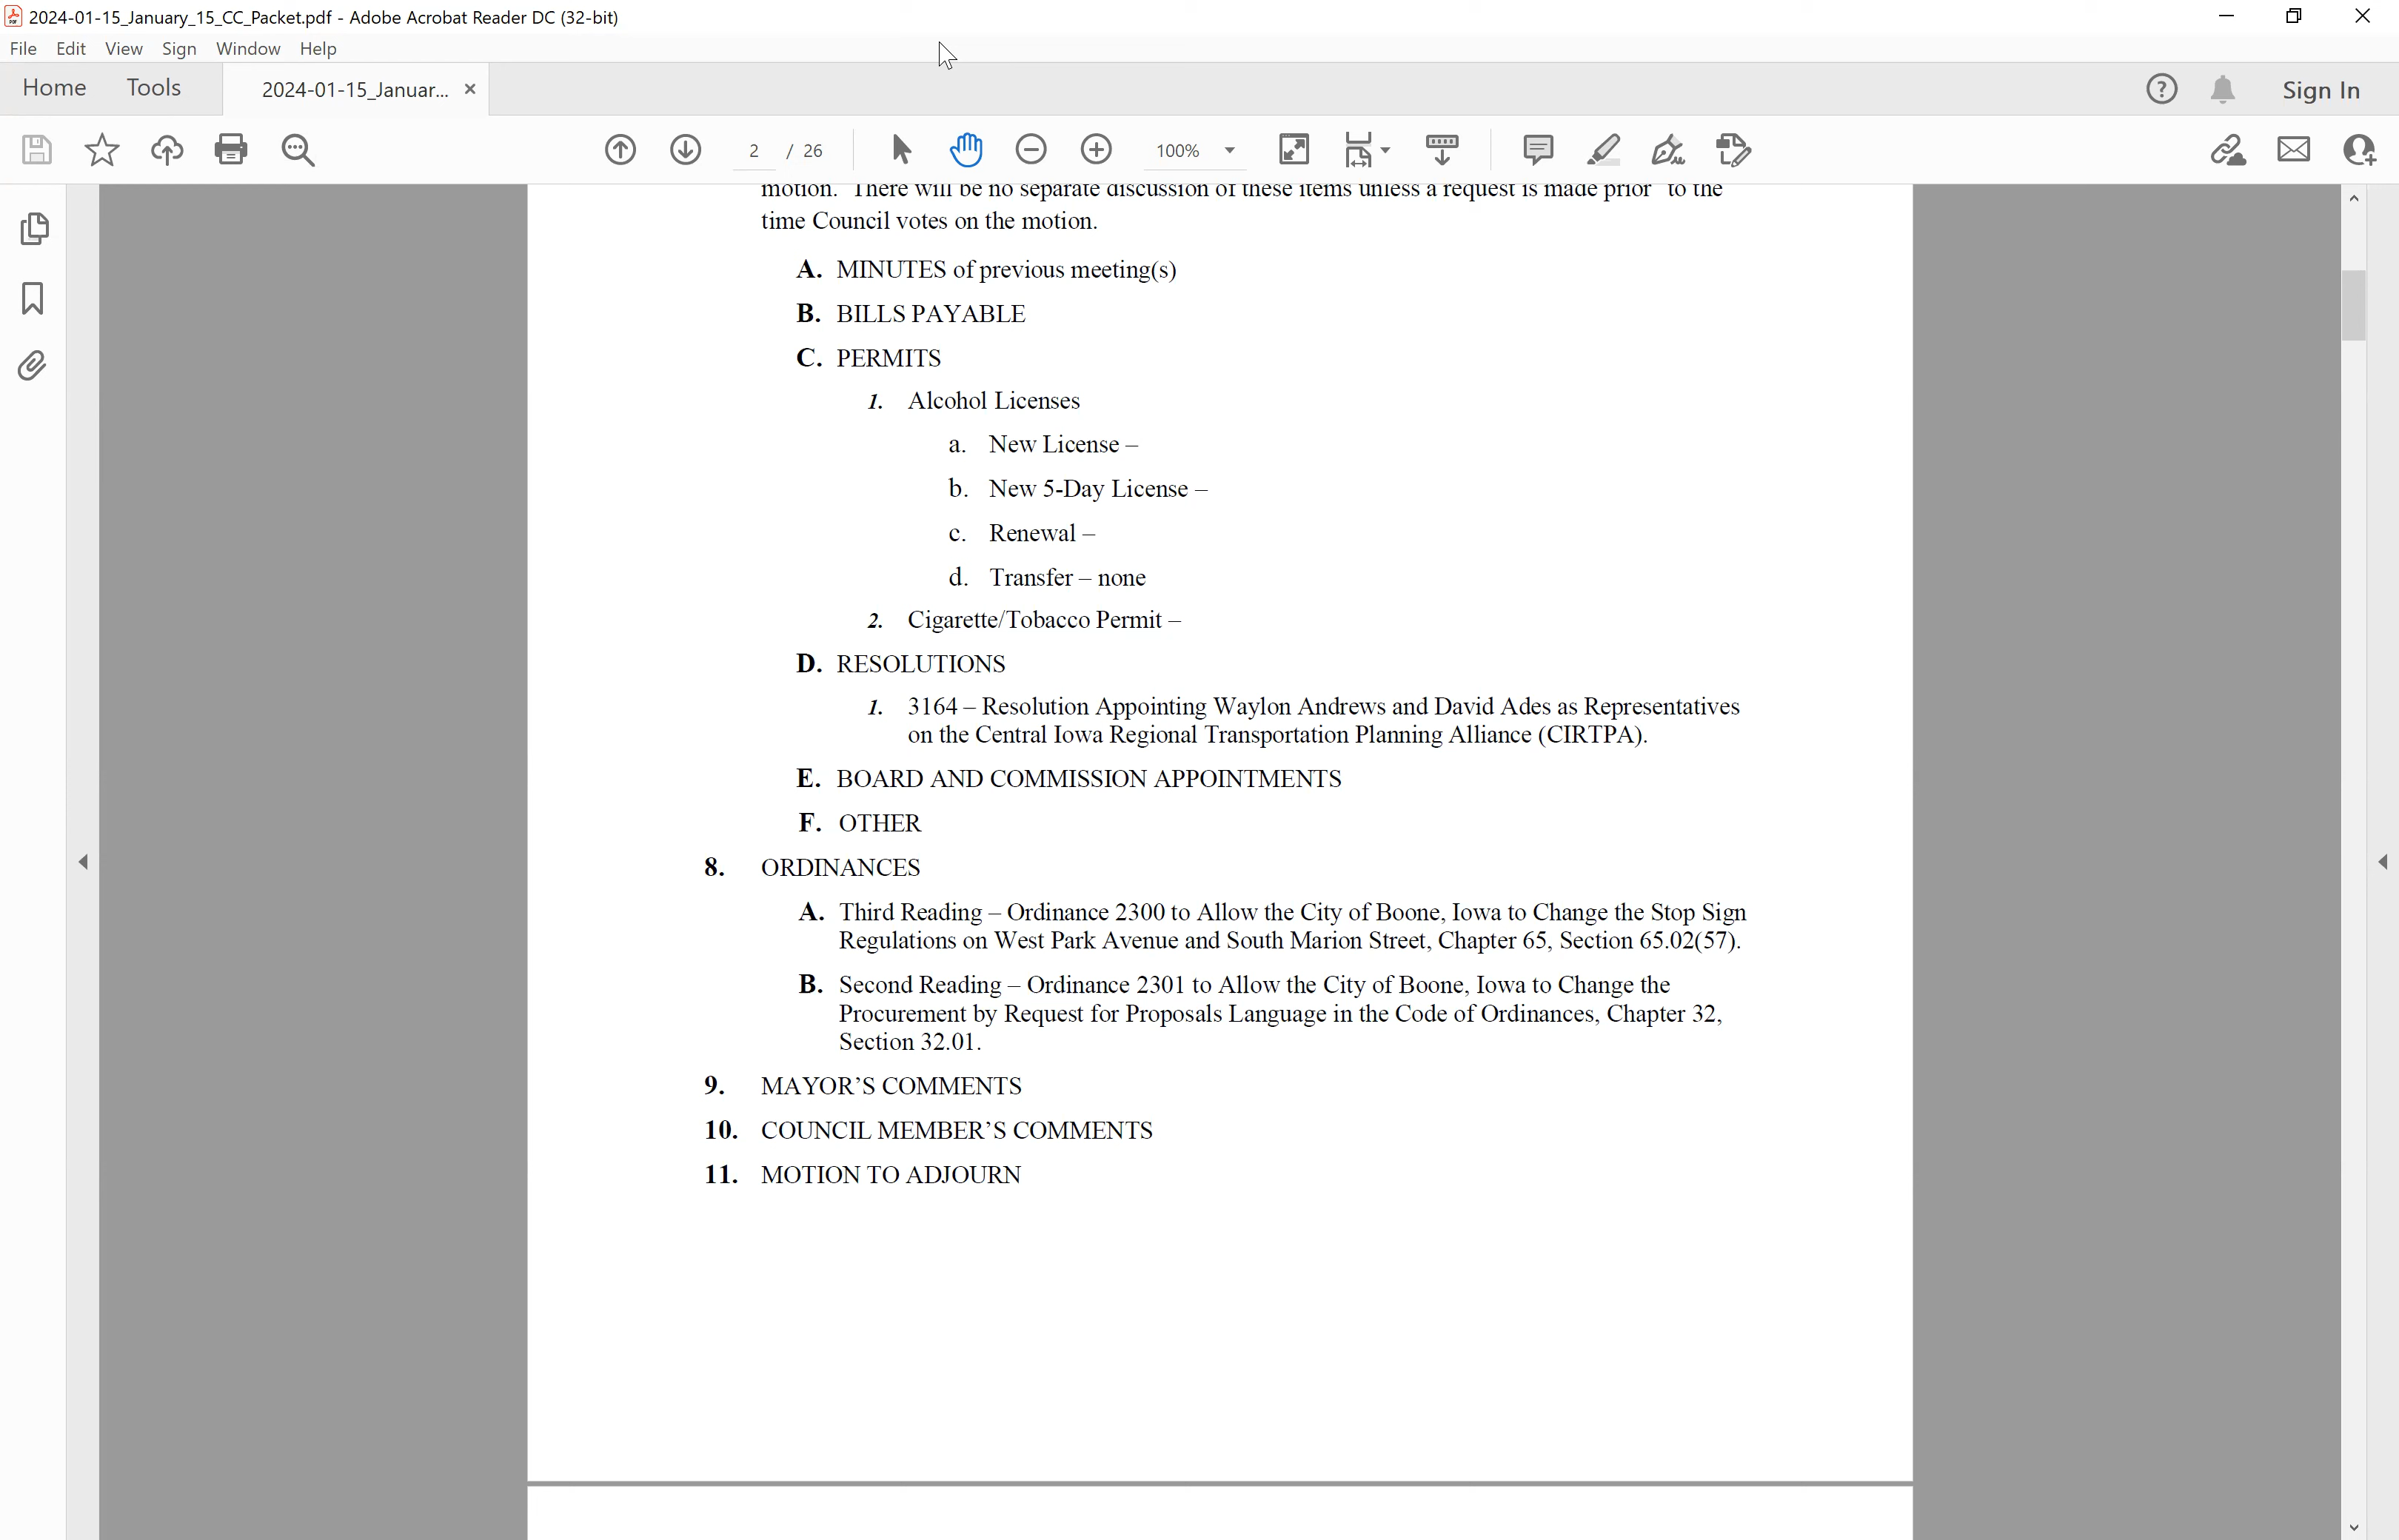 2024-01-15_January_15_CC_Packet.pdf - Adobe Acrobat Reader DC (32-bit)
File Edit View Sign Window Help
Home Tools 2024-01-15_Januar... × Sign In
2 / 26 100%
motion. There will be no separate discussion of these items unless a request is made prior to the
time Council votes on the motion.
A. MINUTES of previous meeting(s)
B. BILLS PAYABLE
C. PERMITS
1. Alcohol Licenses
a. New License –
b. New 5-Day License –
c. Renewal –
d. Transfer – none
2. Cigarette/Tobacco Permit –
D. RESOLUTIONS
1. 3164 – Resolution Appointing Waylon Andrews and David Ades as Representatives
on the Central Iowa Regional Transportation Planning Alliance (CIRTPA).
E. BOARD AND COMMISSION APPOINTMENTS
F. OTHER
8. ORDINANCES
A. Third Reading – Ordinance 2300 to Allow the City of Boone, Iowa to Change the Stop Sign
Regulations on West Park Avenue and South Marion Street, Chapter 65, Section 65.02(57).
B. Second Reading – Ordinance 2301 to Allow the City of Boone, Iowa to Change the
Procurement by Request for Proposals Language in the Code of Ordinances, Chapter 32,
Section 32.01.
9. MAYOR’S COMMENTS
10. COUNCIL MEMBER’S COMMENTS
11. MOTION TO ADJOURN